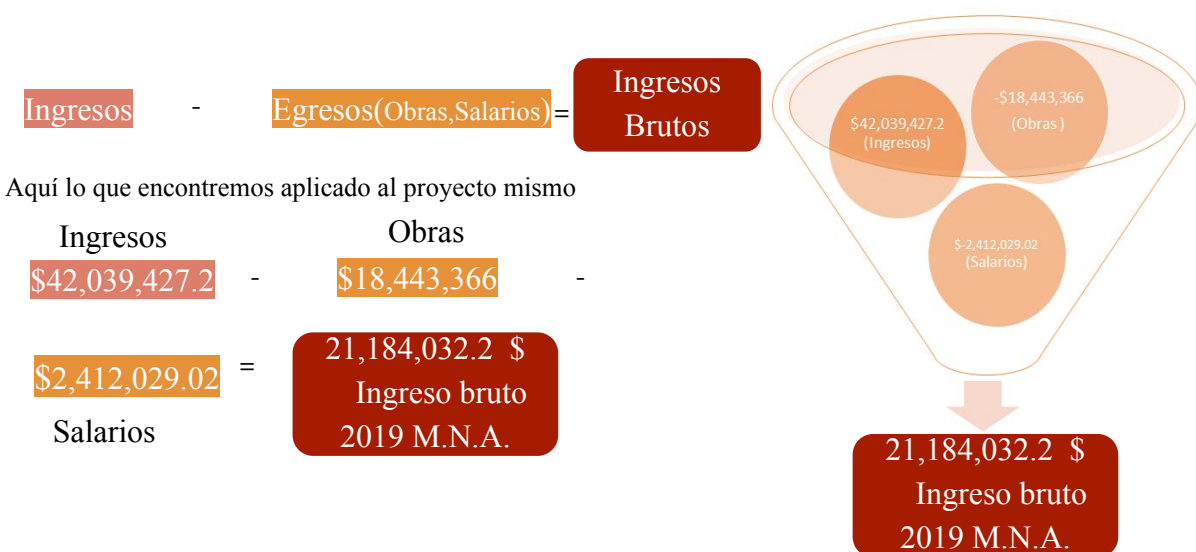 Ingresos - Egresos(Obras,Salarios) = Ingresos
Brutos
Aquí lo que encontremos aplicado al proyecto mismo
Ingresos Obras
$42,039,427.2 - $18,443,366 -
$2,412,029.02 = 21,184,032.2 $
Ingreso bruto
2019 M.N.A.
Salarios
$42,039,427.2
(Ingresos)
-$18,443,366
(Obras )
$-2,412,029.02
(Salarios)
21,184,032.2 $
Ingreso bruto
2019 M.N.A.